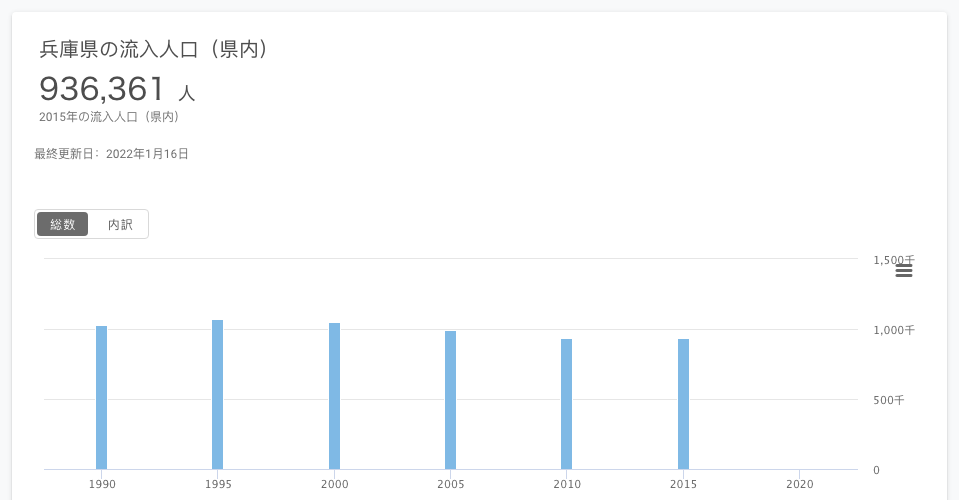 兵庫県の流入人口（県内）
936,361 人
2015年の流入人口（県内）
最終更新日: 2022年1月16日
総数 内訳
1,500千
1,000千
500千
0
1990 1995 2000 2005 2010 2015 2020